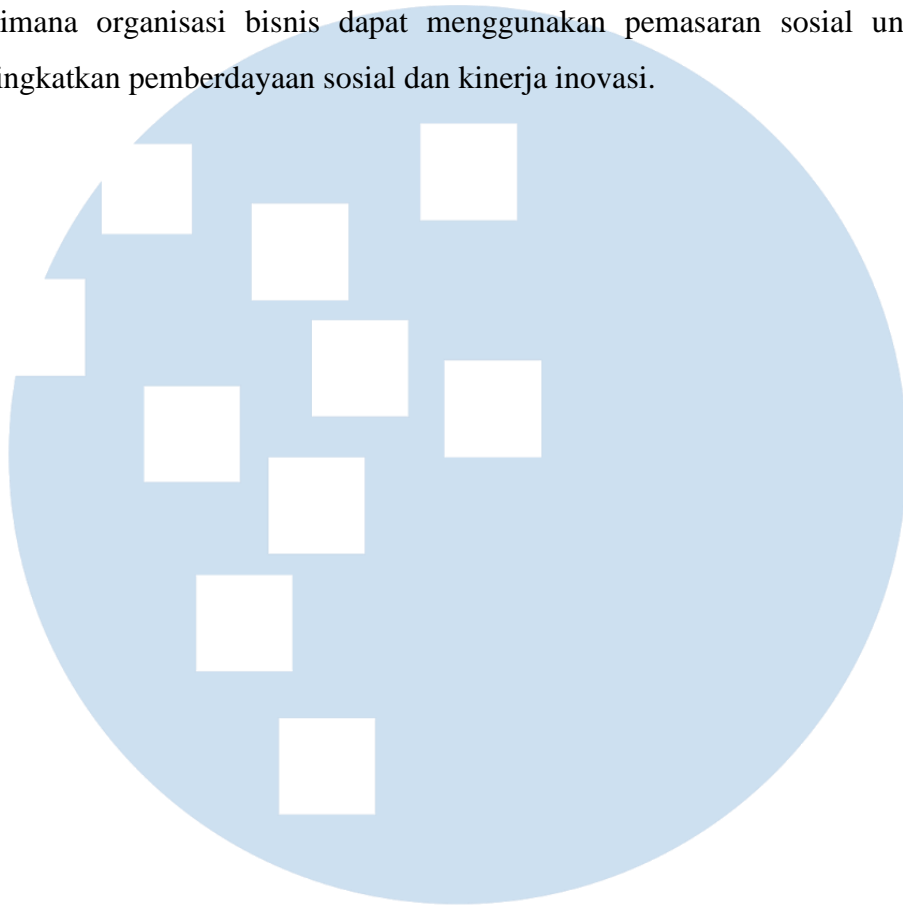 imana organisasi bisnis dapat menggunakan pemasaran sosial un
ingkatkan pemberdayaan sosial dan kinerja inovasi.